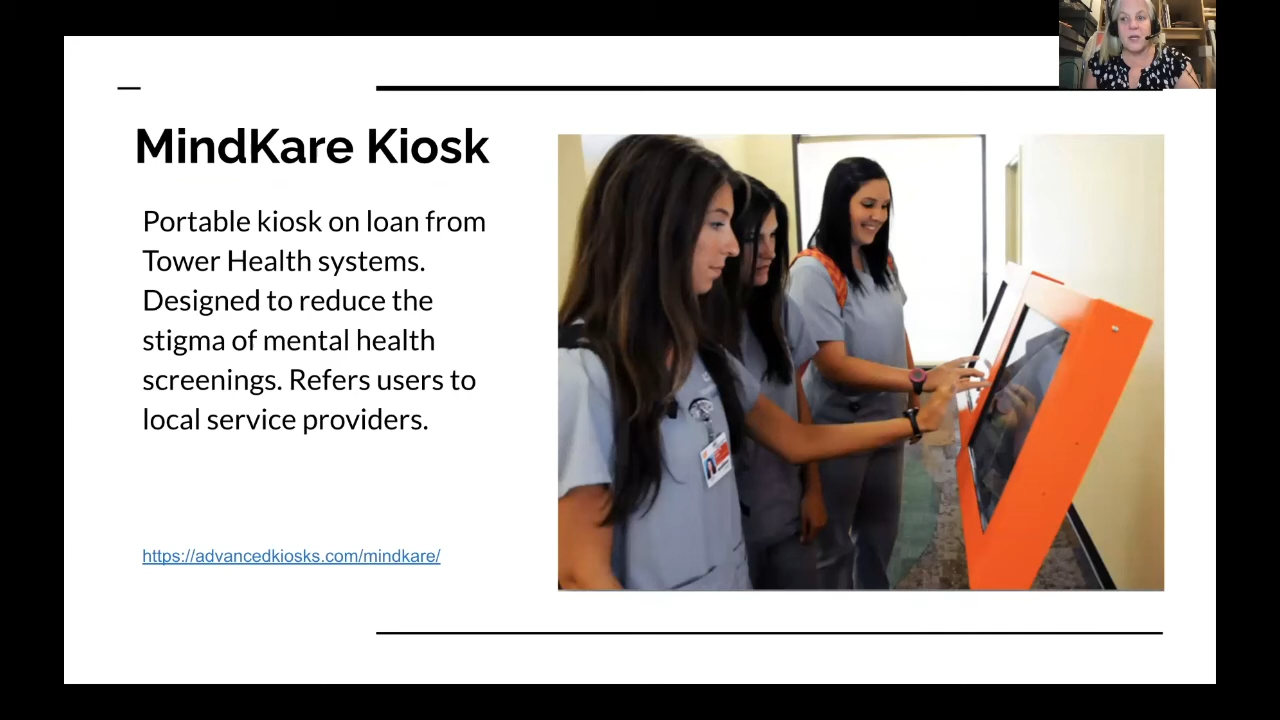 MindKare Kiosk
Portable kiosk on loan from
Tower Health systems.
Designed to reduce the
stigma of mental health
screenings. Refers users to
local service providers.
https://advancedkiosks.com/mindkare/